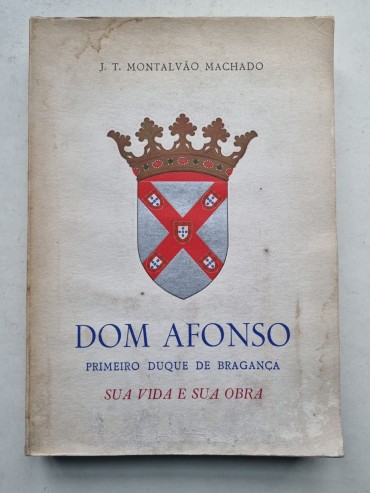 J. T. MONTALVÃO MACHADO
DOM AFONSO
PRIMEIRO DUQUE DE BRAGANÇA
SUA VIDA E SUA OBRA